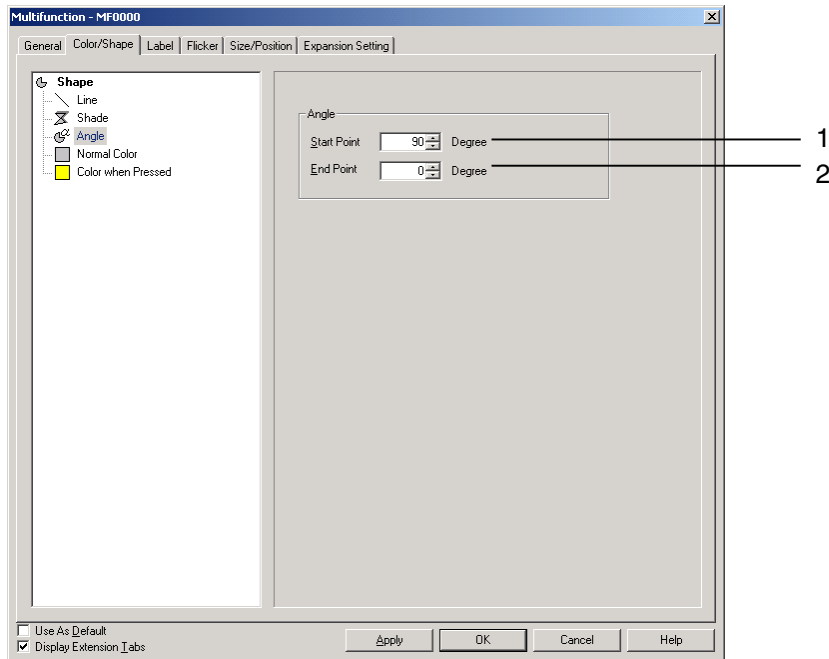 Multifunction - MF0000
General Color/Shape Label Flicker Size/Position Expansion Setting
Shape
Line
Shade
Angle
Normal Color
Color when Pressed
Angle
Start Point 90 Degree 1
End Point 0 Degree 2
Use As Default
Display Extension Tabs
Apply OK Cancel Help